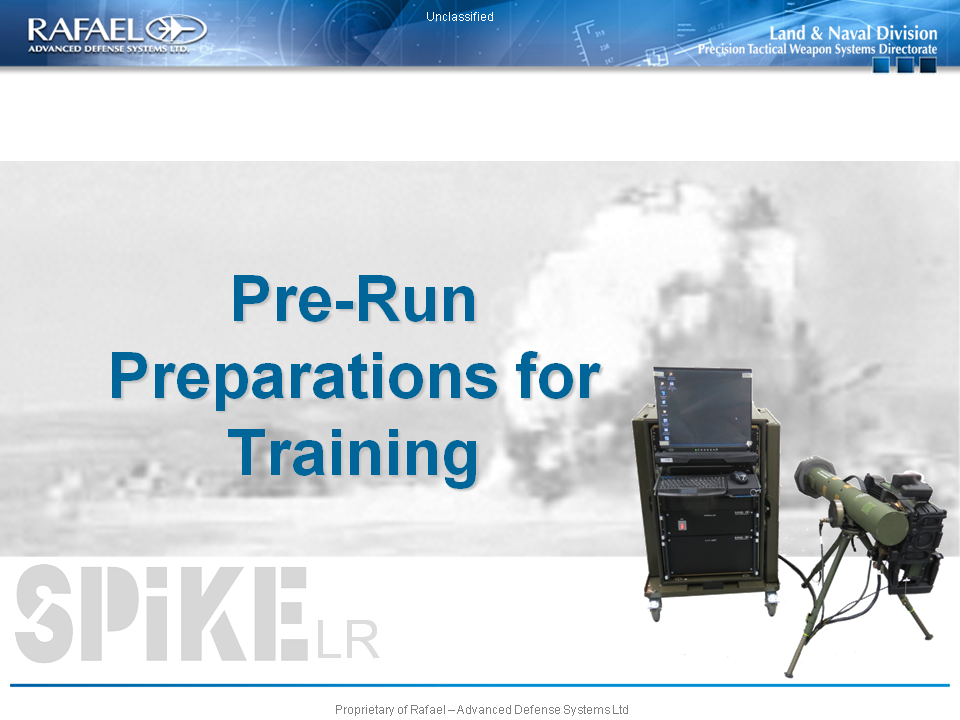 Unclassified
RAFAEL
ADVANCED DEFENSE SYSTEMS LTD.
Land & Naval Division
Precision Tactical Weapon Systems Directorate
Pre-Run
Preparations for
Training
SPiKE LR
Proprietary of Rafael – Advanced Defense Systems Ltd